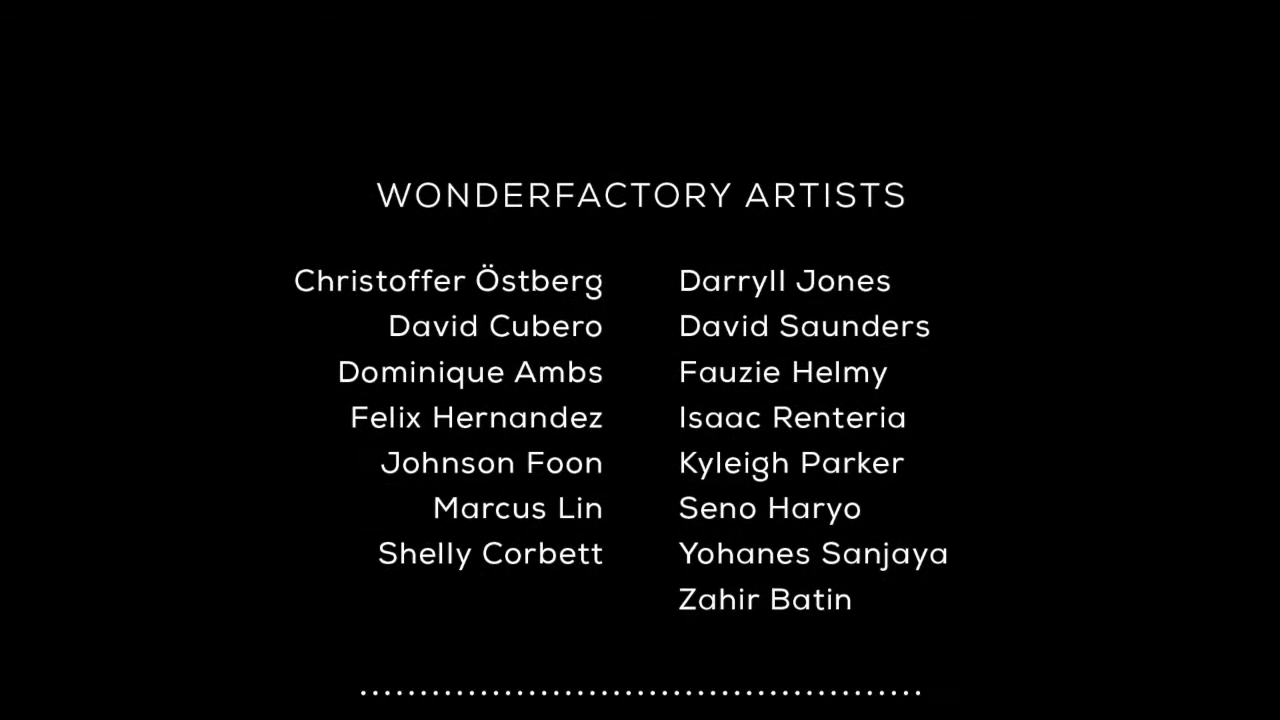 WONDERFACTORY ARTISTS
Christoffer Östberg
David Cubero
Dominique Ambs
Felix Hernandez
Johnson Foon
Marcus Lin
Shelly Corbett
Darryll Jones
David Saunders
Fauzie Helmy
Isaac Renteria
Kyleigh Parker
Seno Haryo
Yohanes Sanjaya
Zahir Batin